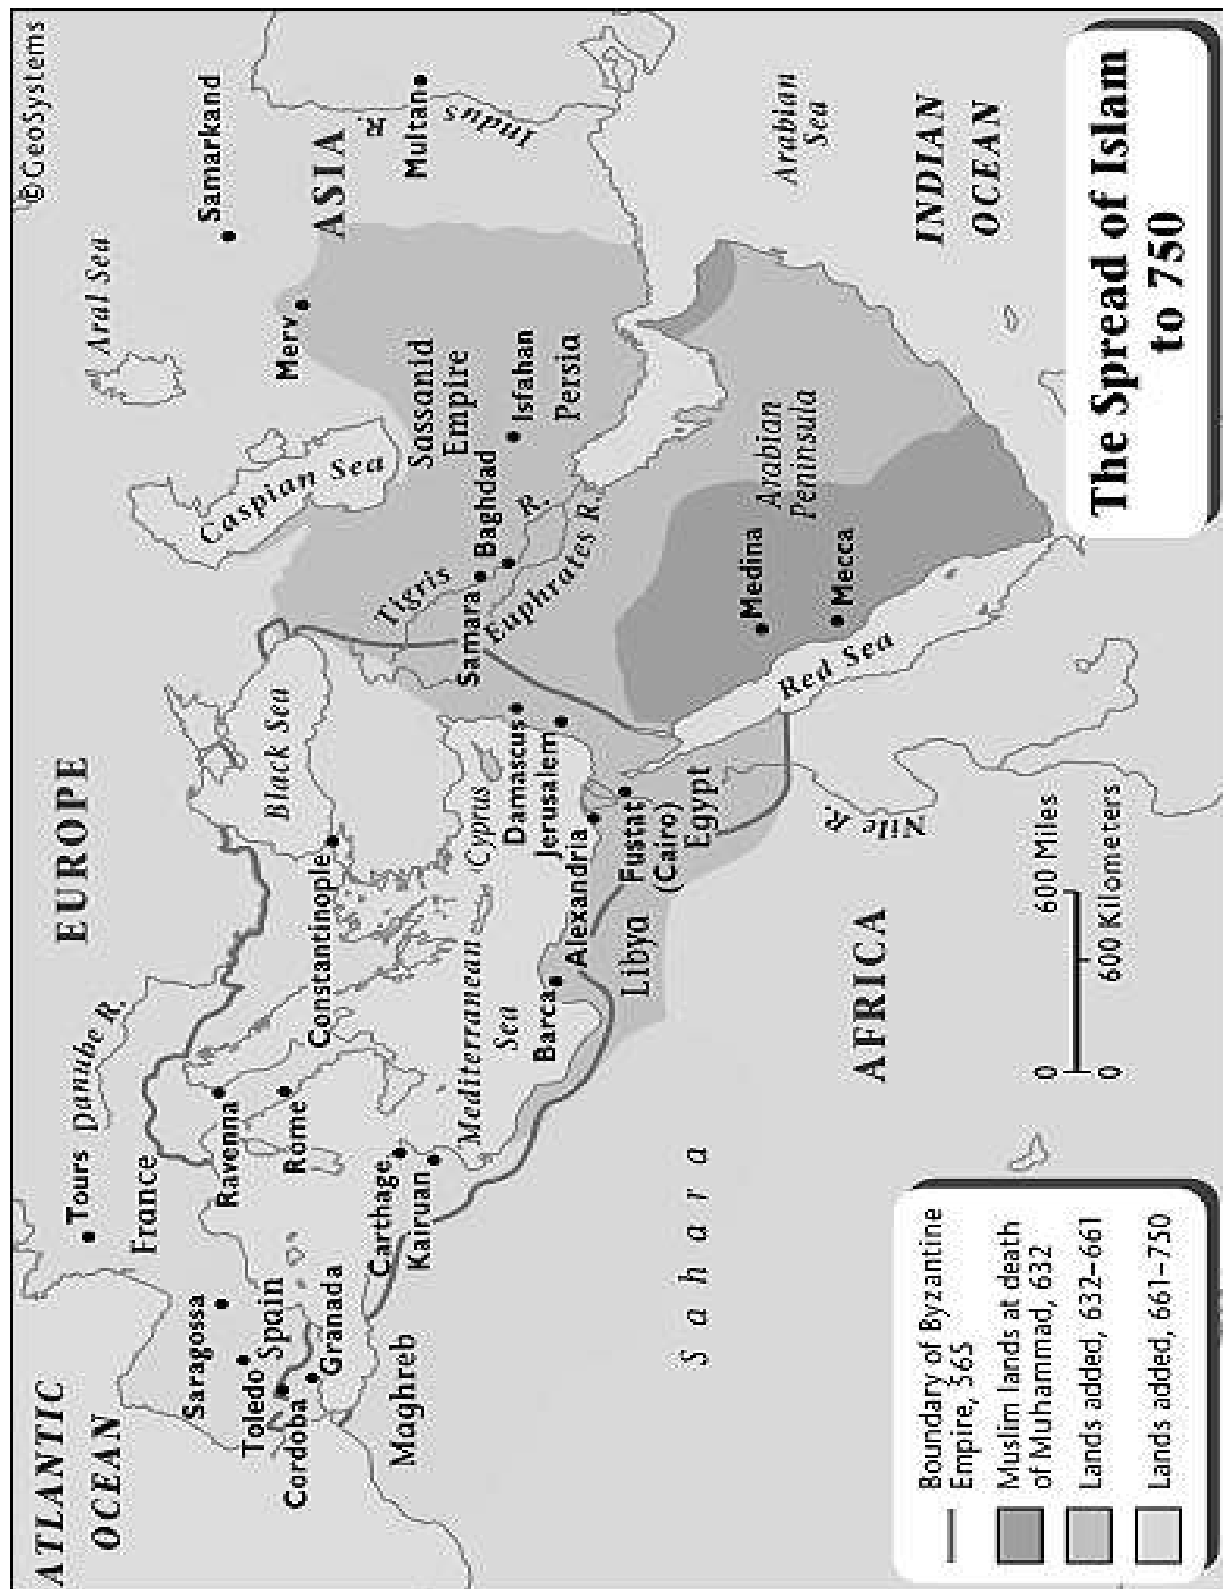 ©GeoSystems
ATLANTIC
OCEAN
EUROPE
Tours
France
Danube R.
Aral Sea
Samarkand
Saragossa
Toledo
Spain
Cordoba
Granada
Ravenna
Rome
Constantinople
Black Sea
Caspian Sea
Merv
ASIA
Multan
Indus
R.
Maghreb
Carthage
Kairuan
Mediterranean
Sea
Cyprus
Barca
Alexandria
Damascus
Jerusalem
Tigris
R.
Samara
Baghdad
Euphrates R.
Sassanid
Empire
Isfahan
Persia
Libya
Fustat
(Cairo)
Egypt
Nile R.
Sahara
AFRICA
Red Sea
Medina
Mecca
Arabian
Peninsula
Arabian
Sea
INDIAN
OCEAN
Boundary of Byzantine
Empire, 565
Muslim lands at death
of Muhammad, 632
Lands added, 632–661
Lands added, 661–750
0 600 Miles
0 600 Kilometers
The Spread of Islam
to 750